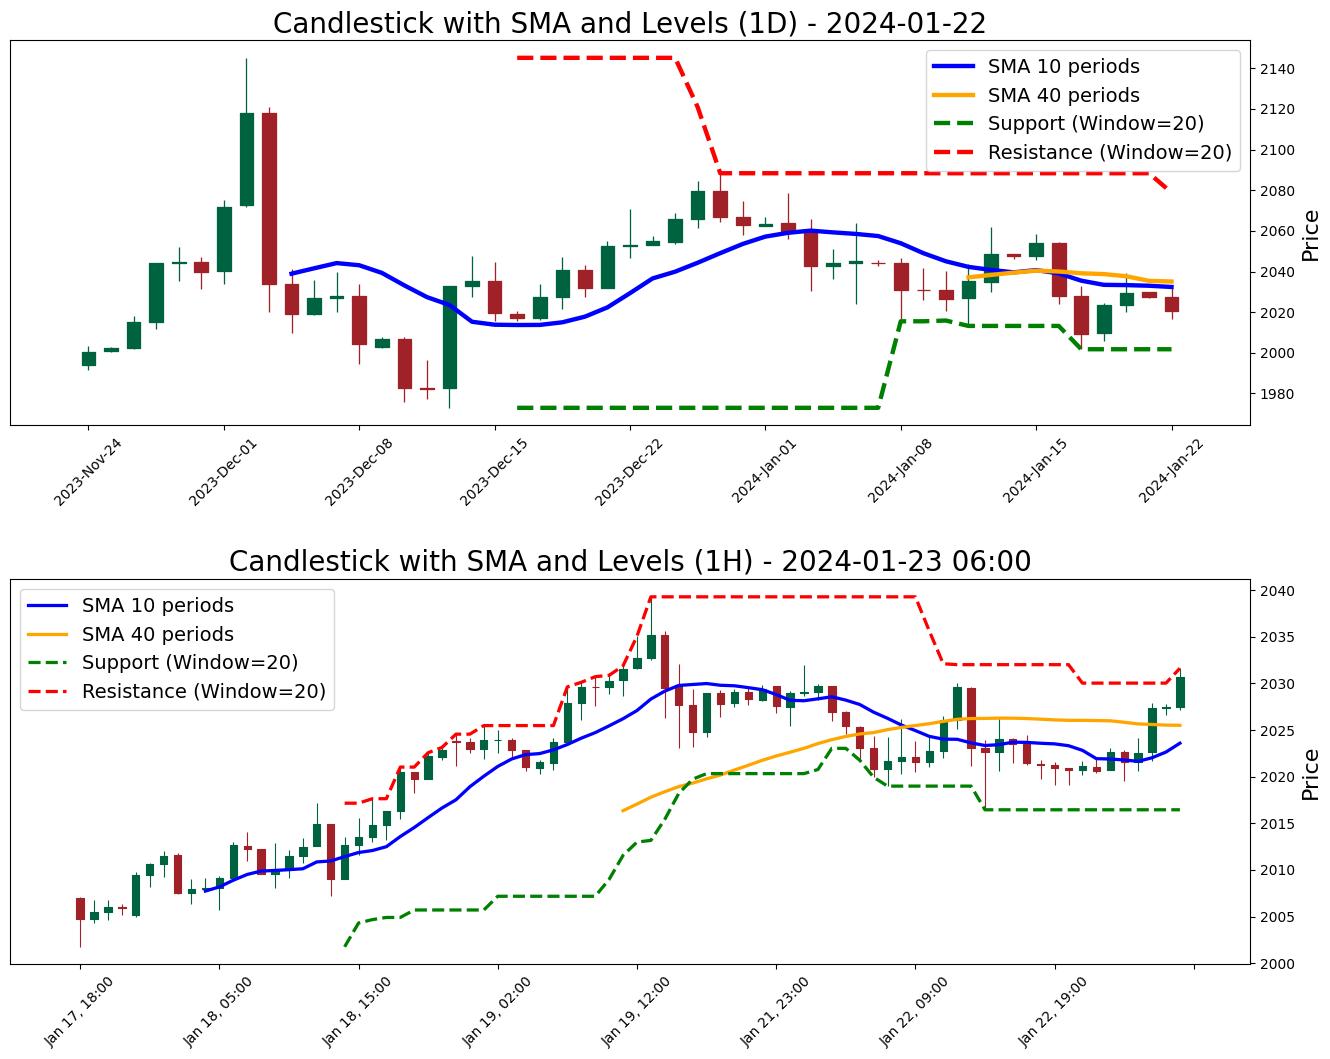 Candlestick with SMA and Levels (1D) - 2024-01-22
SMA 10 periods
SMA 40 periods
Support (Window=20)
Resistance (Window=20)
2140
2120
2100
2080
2060
2040
2020
2000
1980
Price
2023-Nov-24
2023-Dec-01
2023-Dec-08
2023-Dec-15
2023-Dec-22
2024-Jan-01
2024-Jan-08
2024-Jan-15
2024-Jan-22
Candlestick with SMA and Levels (1H) - 2024-01-23 06:00
SMA 10 periods
SMA 40 periods
Support (Window=20)
Resistance (Window=20)
2040
2035
2030
2025
2020
2015
2010
2005
2000
Price
Jan 17, 18:00
Jan 18, 05:00
Jan 18, 15:00
Jan 19, 02:00
Jan 19, 12:00
Jan 21, 23:00
Jan 22, 09:00
Jan 22, 19:00